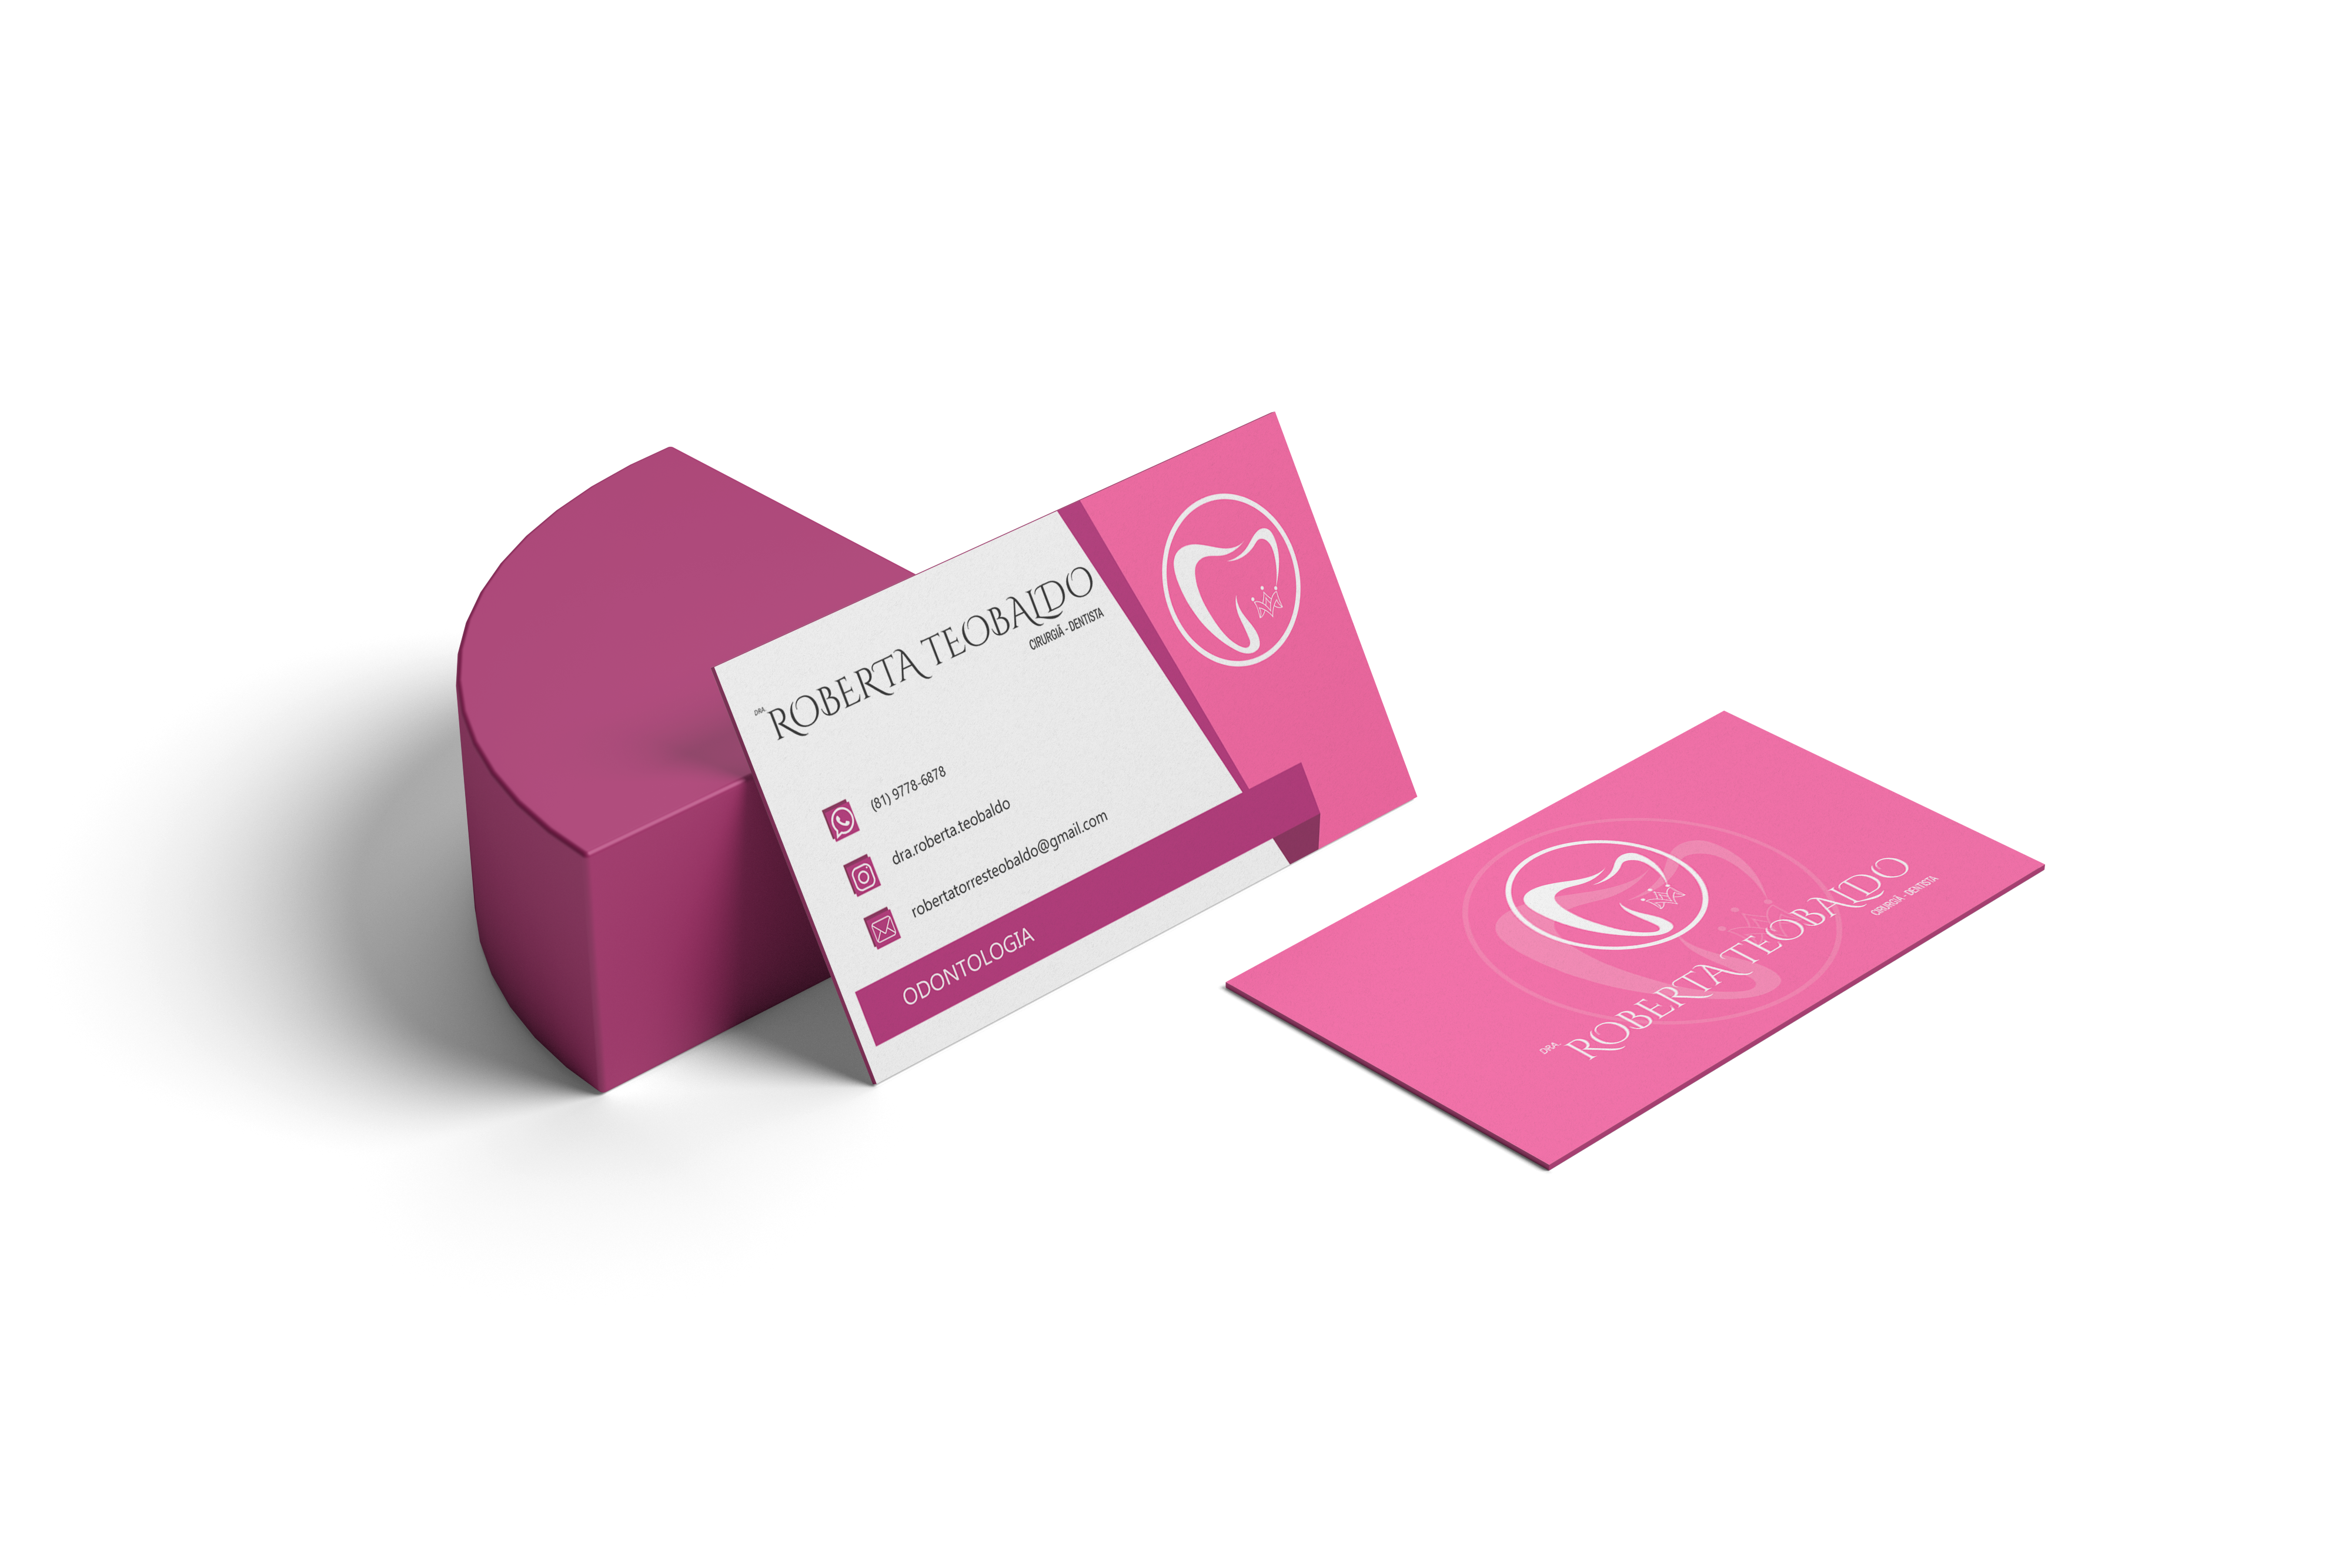 DRA. ROBERTA TEOBALDO
CIRURGIÃ - DENTISTA
(81) 9778-6878
dra.roberta.teobaldo
robertatorresteobaldo@gmail.com
ODONTOLOGIA
DRA. ROBERTA TEOBALDO
CIRURGIÃ - DENTISTA